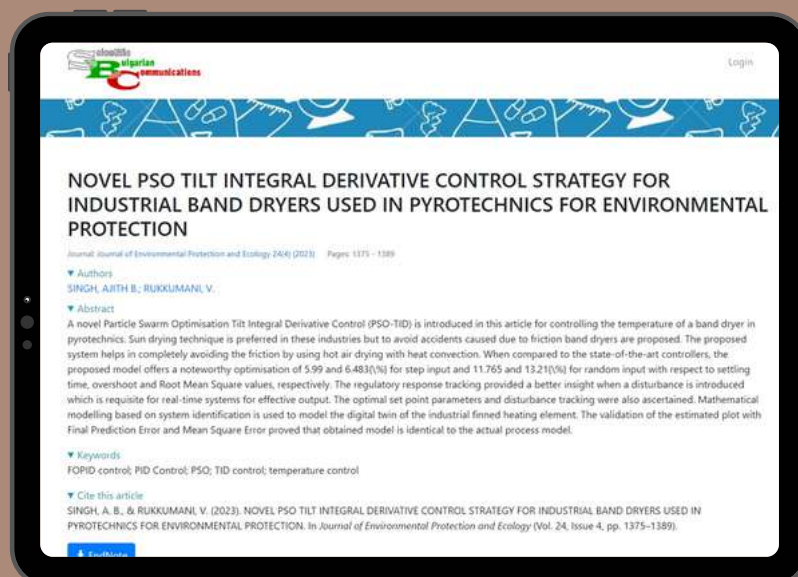 Scientific
Bulgarian
Communications
Login
NOVEL PSO TILT INTEGRAL DERIVATIVE CONTROL STRATEGY FOR
INDUSTRIAL BAND DRYERS USED IN PYROTECHNICS FOR ENVIRONMENTAL
PROTECTION
Journal: Journal of Environmental Protection and Ecology 24(4) (2023) Pages: 1375 - 1389
▼ Authors
SINGH, AJITH B.; RUKKUMANI, V.
▼ Abstract
A novel Particle Swarm Optimisation Tilt Integral Derivative Control (PSO-TID) is introduced in this article for controlling the temperature of a band dryer in
pyrotechnics. Sun drying technique is preferred in these industries but to avoid accidents caused due to friction band dryers are proposed. The proposed
system helps in completely avoiding the friction by using hot air drying with heat convection. When compared to the state-of-the-art controllers, the
proposed model offers a noteworthy optimisation of 5.99 and 6.483(\%) for step input and 11.765 and 13.21(\%) for random input with respect to settling
time, overshoot and Root Mean Square values, respectively. The regulatory response tracking provided a better insight when a disturbance is introduced
which is requisite for real-time systems for effective output. The optimal set point parameters and disturbance tracking were also ascertained. Mathematical
modelling based on system identification is used to model the digital twin of the industrial finned heating element. The validation of the estimated plot with
Final Prediction Error and Mean Square Error proved that obtained model is identical to the actual process model.
▼ Keywords
FOPID control; PID Control; PSO; TID control; temperature control
▼ Cite this article
SINGH, A. B., & RUKKUMANI, V. (2023). NOVEL PSO TILT INTEGRAL DERIVATIVE CONTROL STRATEGY FOR INDUSTRIAL BAND DRYERS USED IN
PYROTECHNICS FOR ENVIRONMENTAL PROTECTION. In Journal of Environmental Protection and Ecology (Vol. 24, Issue 4, pp. 1375–1389).
EndNote